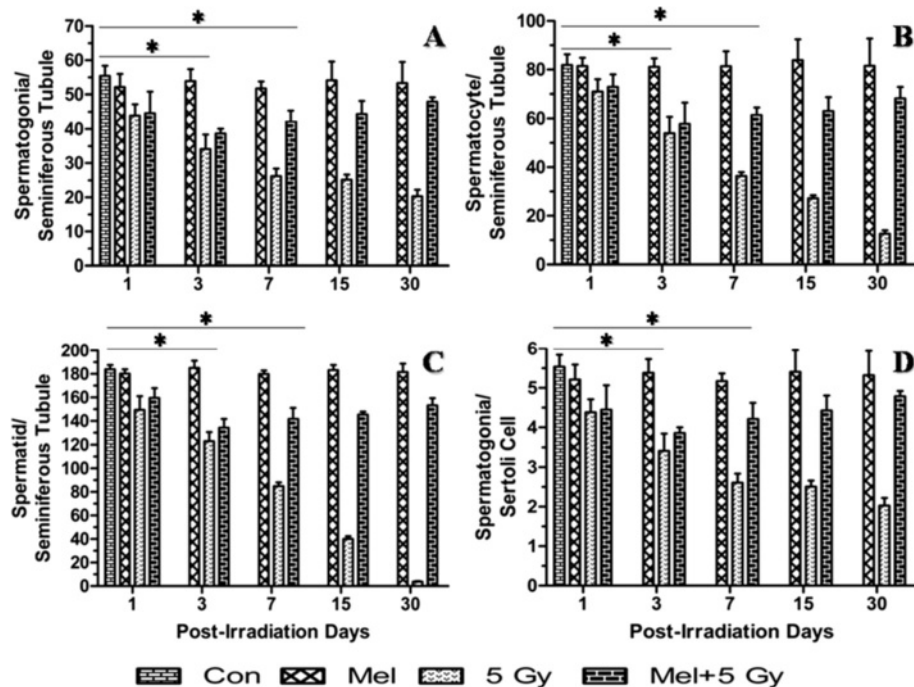 A
Spermatogonia/
Seminiferous Tubule
70
60
50
40
30
20
10
0
*
*
1 3 7 15 30
B
Spermatocyte/
Seminiferous Tubule
100
80
60
40
20
0
*
*
1 3 7 15 30
C
Spermatid/
Seminiferous Tubule
200
180
160
140
120
100
80
60
40
20
0
*
*
1 3 7 15 30
Post-Irradiation Days
D
Spermatogonia/
Sertoli Cell
6
5
4
3
2
2
1
0
*
*
1 3 7 15 30
Post-Irradiation Days
Con Mel 5 Gy Mel+5 Gy